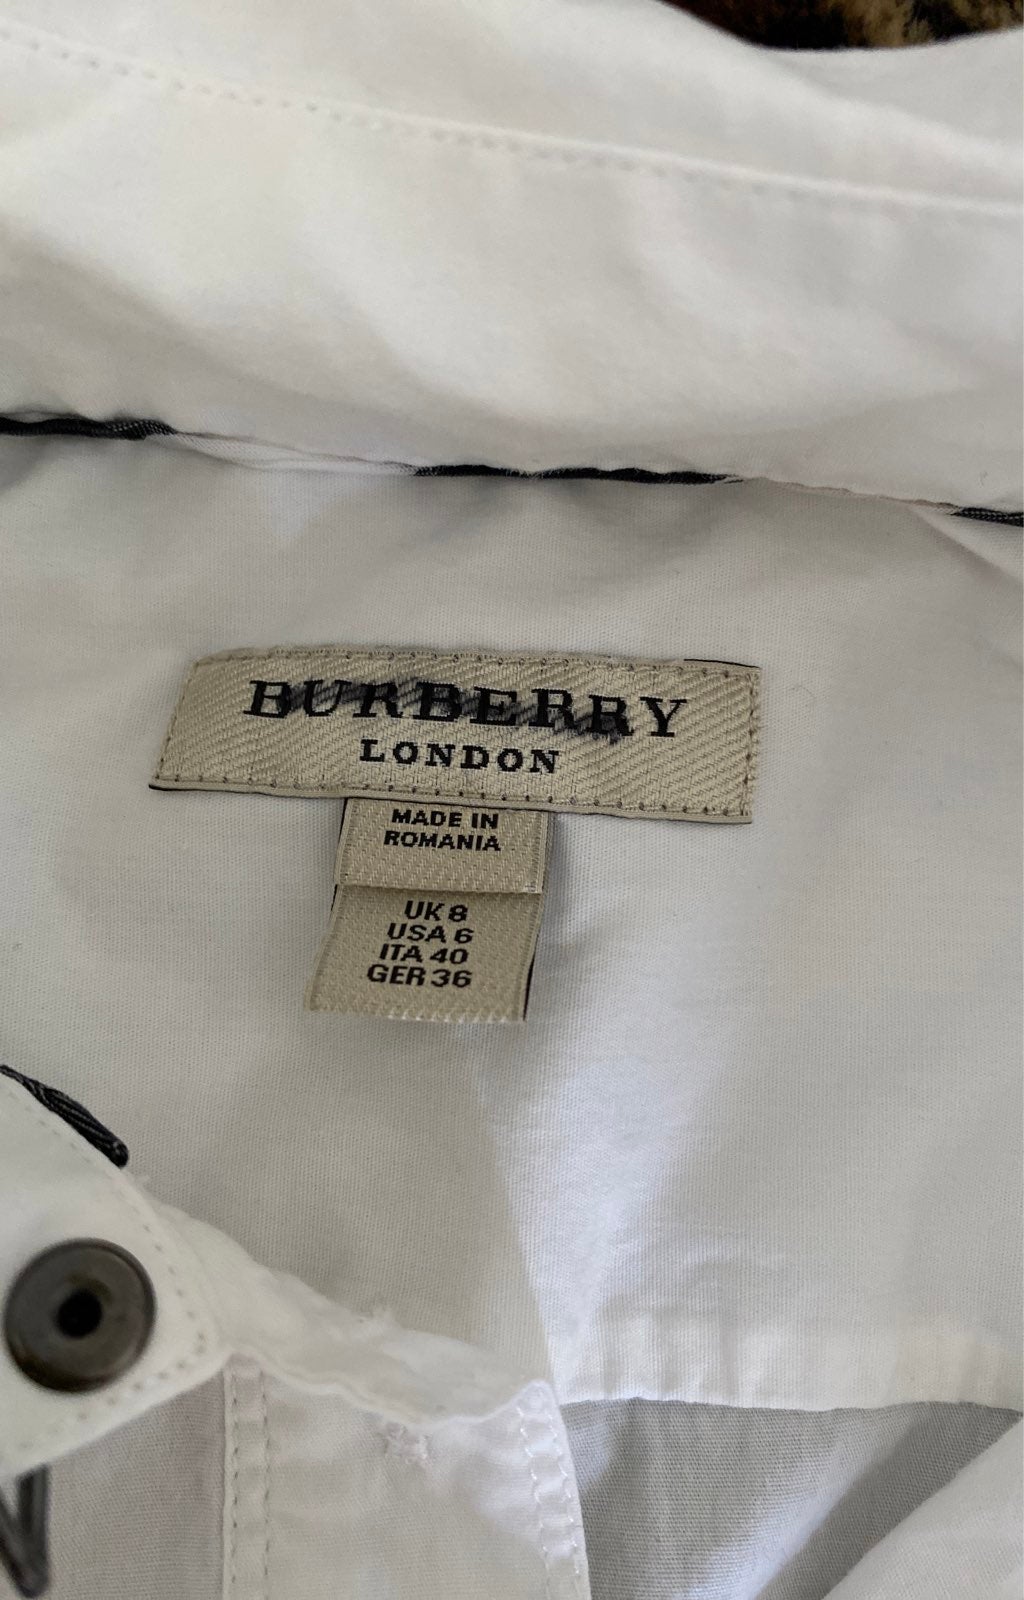 BURBERRY
LONDON
MADE IN
ROMANIA
UK 8
USA 6
ITA 40
GER 36